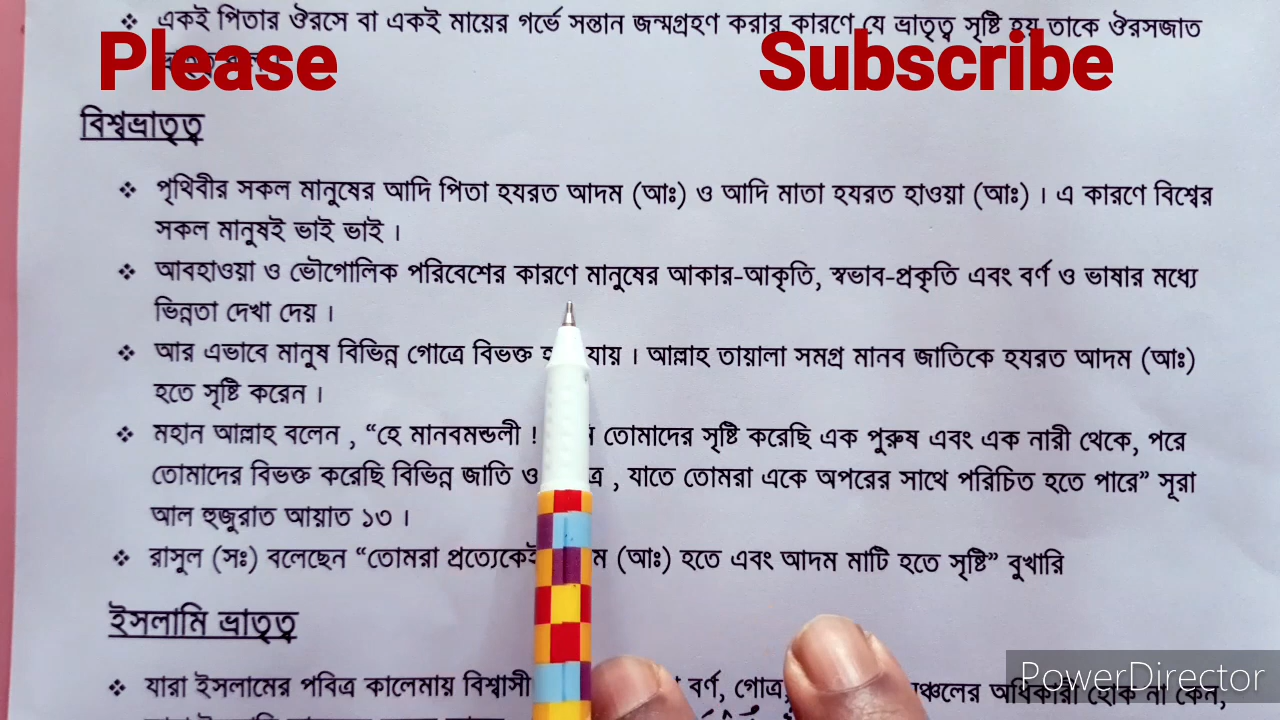 ❖ একই পিতার ঔরসে বা একই মায়ের গর্ভে সন্তান জন্মগ্রহণ করার কারণে যে ভ্রাতৃত্ব সৃষ্টি হয় তাকে ঔরসজাত
Please Subscribe
বিশ্বভ্রাতৃত্ব
❖ পৃথিবীর সকল মানুষের আদি পিতা হযরত আদম (আঃ) ও আদি মাতা হযরত হাওয়া (আঃ) । এ কারণে বিশ্বের
সকল মানুষই ভাই ভাই ।
❖ আবহাওয়া ও ভৌগোলিক পরিবেশের কারণে মানুষের আকার-আকৃতি, স্বভাব-প্রকৃতি এবং বর্ণ ও ভাষার মধ্যে
ভিন্নতা দেখা দেয় ।
❖ আর এভাবে মানুষ বিভিন্ন গোত্রে বিভক্ত যায় । আল্লাহ তায়ালা সমগ্র মানব জাতিকে হযরত আদম (আঃ)
হতে সৃষ্টি করেন ।
❖ মহান আল্লাহ বলেন , “হে মানবমন্ডলী ! তোমাদের সৃষ্টি করেছি এক পুরুষ এবং এক নারী থেকে, পরে
তোমাদের বিভক্ত করেছি বিভিন্ন জাতি ও , যাতে তোমরা একে অপরের সাথে পরিচিত হতে পারে” সূরা
আল হুজুরাত আয়াত ১৩ ।
❖ রাসুল (সঃ) বলেছেন “তোমরা প্রত্যেকেই (আঃ) হতে এবং আদম মাটি হতে সৃষ্টি” বুখারি
ইসলামি ভ্রাতৃত্ব
❖ যারা ইসলামের পবিত্র কালেমায় বিশ্বাসী বর্ণ, গোত্র, অধিকারী হোক না কেন,
PowerDirector